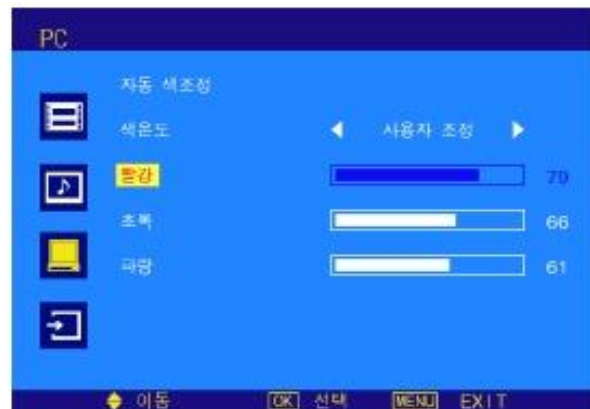 PC
자동 색조정
색온도 사용자 조정
빨강 79
초록 66
파랑 61
이동 OK 선택 MENU EXIT